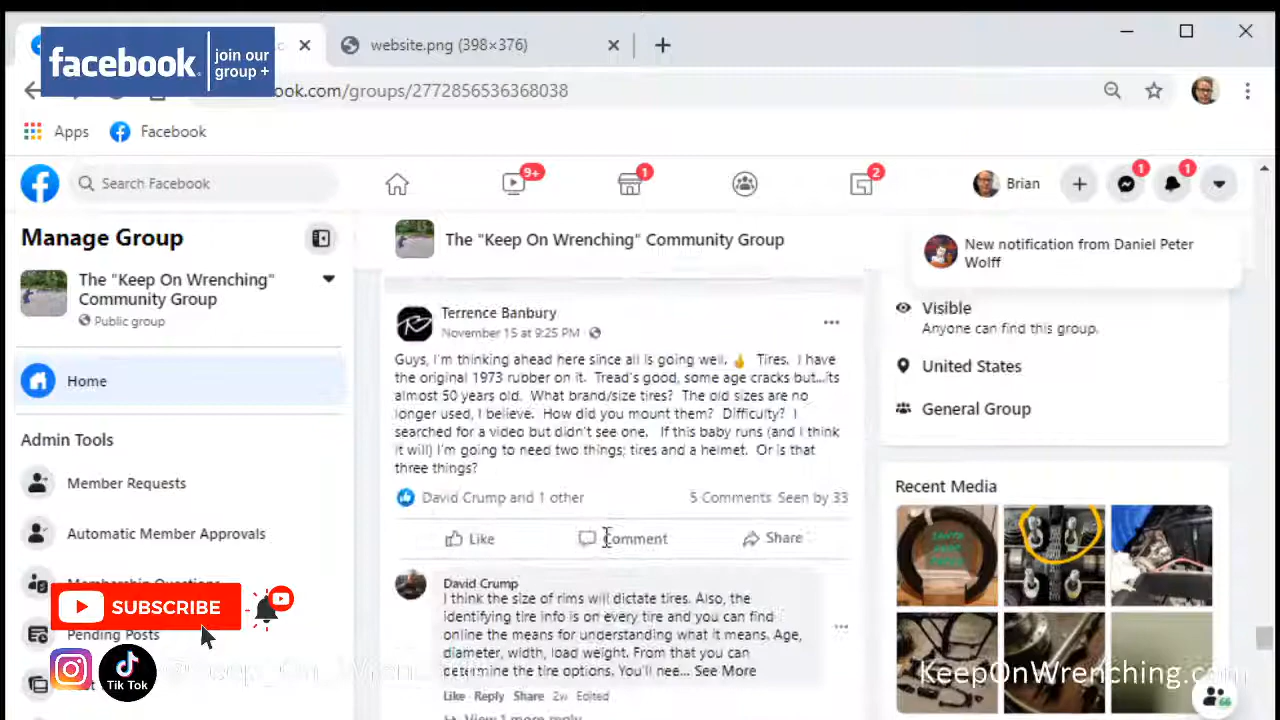 facebook.
join our
group +
website.png (398×376)
ook.com/groups/2772856536368038
Apps
Facebook
Search Facebook
9+
1
2
Brian
1
1
Manage Group
The "Keep On Wrenching"
Community Group
Public group
Home
Admin Tools
Member Requests
Automatic Member Approvals
Membership Questions
SUBSCRIBE
Pending Posts
Tik Tok
The "Keep On Wrenching" Community Group
Terrence Banbury
November 15 at 9:25 PM
Guys, I'm thinking ahead here since all is going well. Tires. I have
the original 1973 rubber on it. Tread's good, some age cracks but...its
almost 50 years old. What brand/size tires? The old sizes are no
longer used, I believe. How did you mount them? Difficulty? I
searched for a video but didn't see one. If this baby runs (and I think
it will) I'm going to need two things; tires and a helmet. Or is that
three things?
David Crump and 1 other
5 Comments Seen by 33
Like
Comment
Share
David Crump
I think the size of rims will dictate tires. Also, the
identifying tire info is on every tire and you can find
online the means for understanding what it means. Age,
diameter, width, load weight. From that you can
determine the tire options. You'll nee... See More
Like · Reply Share 2w Edited
View 1 more reply
New notification from Daniel Peter
Wolff
Visible
Anyone can find this group.
United States
General Group
Recent Media
KeepOnWrenching.com
66